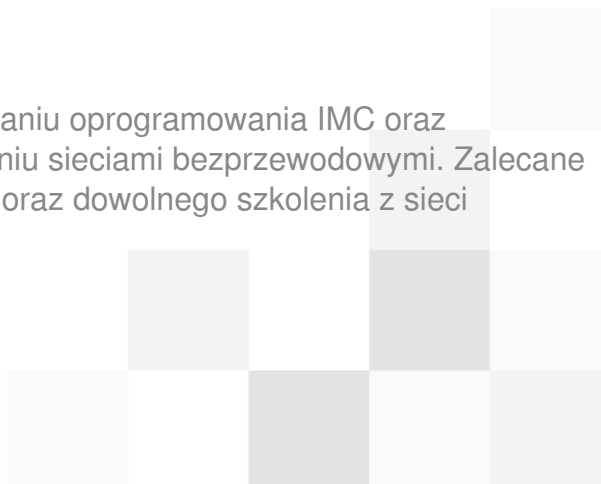 aniu oprogramowania IMC oraz
niu sieciami bezprzewodowymi. Zalecane
oraz dowolnego szkolenia z sieci